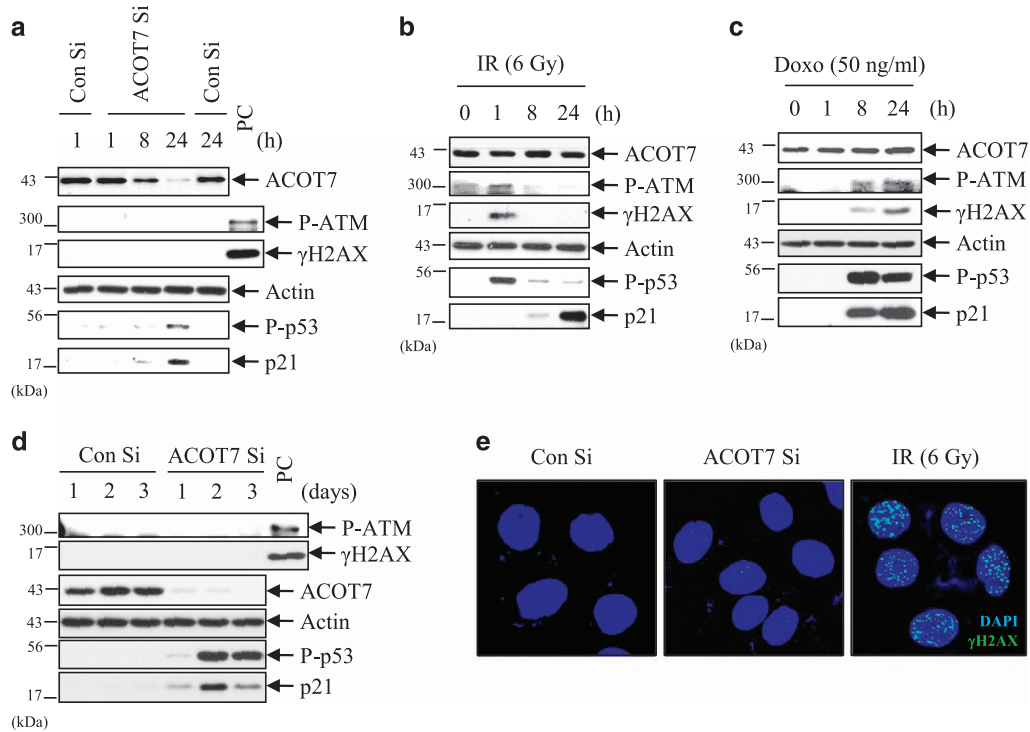 a
Con Si
ACOT7 Si
Con Si
PC
1 1 8 24 24 (h)
43 ACOT7
300 P-ATM
17 γH2AX
43 Actin
56 P-p53
17 p21
(kDa)
b
IR (6 Gy)
0 1 8 24 (h)
43 ACOT7
300 P-ATM
17 γH2AX
43 Actin
56 P-p53
17 p21
(kDa)
c
Doxo (50 ng/ml)
0 1 8 24 (h)
43 ACOT7
300 P-ATM
17 γH2AX
43 Actin
56 P-p53
17 p21
(kDa)
d
Con Si ACOT7 Si PC
1 2 3 1 2 3 (days)
300 P-ATM
17 γH2AX
43 ACOT7
43 Actin
56 P-p53
17 p21
(kDa)
e
Con Si ACOT7 Si IR (6 Gy)
DAPI
γH2AX